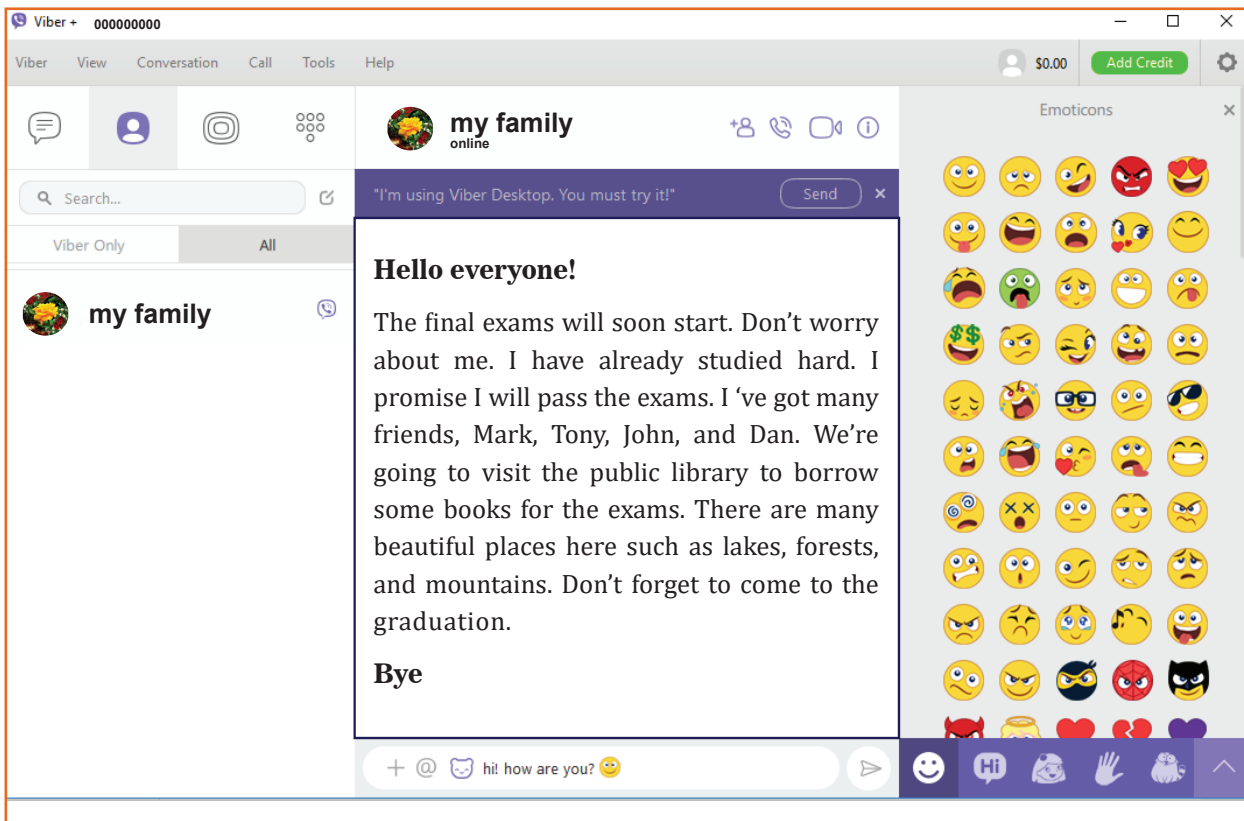 Viber + 000000000
Viber View Conversation Call Tools Help
$0.00 Add Credit
my family
online
Emoticons
Search...
"I'm using Viber Desktop. You must try it!" Send
Viber Only All
my family
Hello everyone!
The final exams will soon start. Don't worry
about me. I have already studied hard. I
promise I will pass the exams. I 've got many
friends, Mark, Tony, John, and Dan. We're
going to visit the public library to borrow
some books for the exams. There are many
beautiful places here such as lakes, forests,
and mountains. Don't forget to come to the
graduation.
Bye
hi! how are you?
Hi